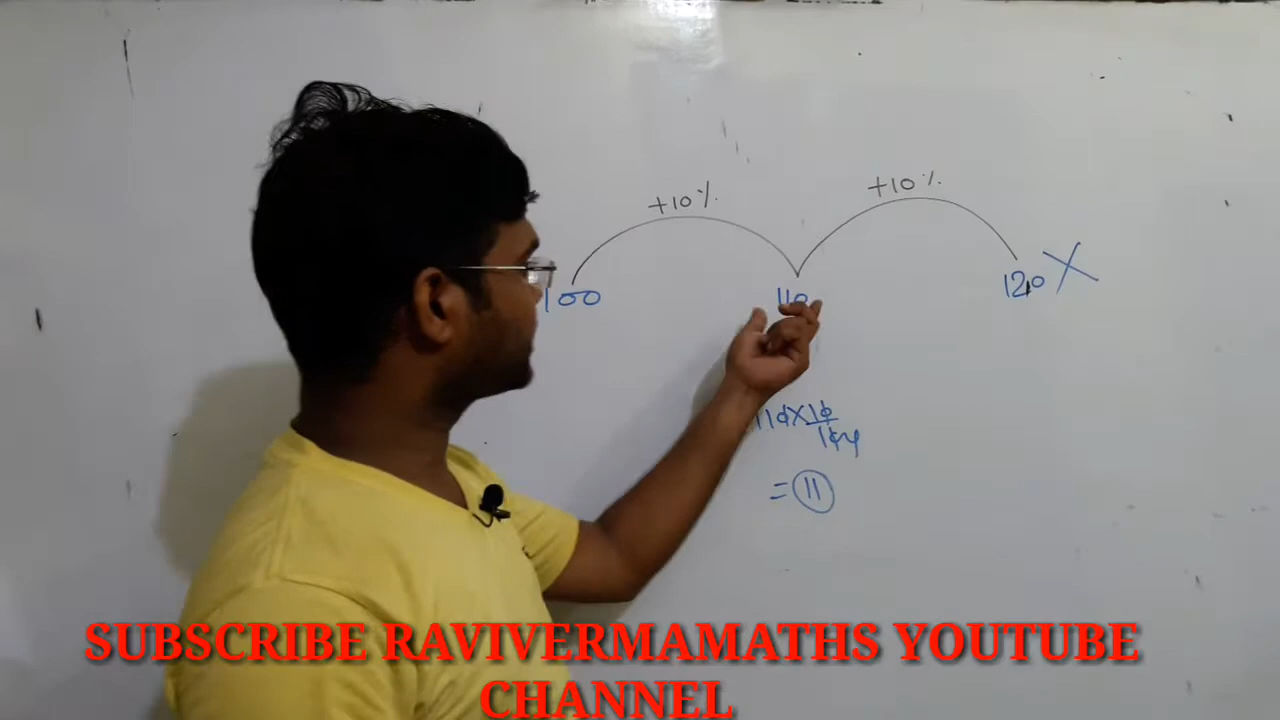 +10% +10%
100 110 120 X
110 X 10
100
= 11
SUBSCRIBE RAVIVERMAMATHS YOUTUBE
CHANNEL